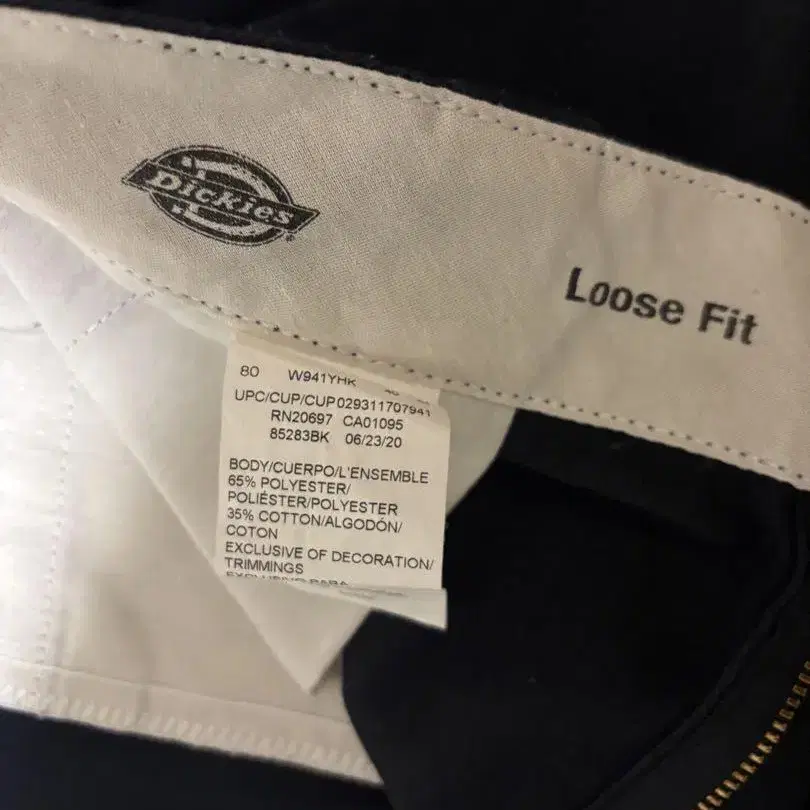 Dickies
Loose Fit
80 W941YHK
UPC/CUP/CUP029311707941
RN20697 CA01095
85283BK 06/23/20
BODY/CUERPO/L'ENSEMBLE
65% POLYESTER/
POLIÉSTER/POLYESTER
35% COTTON/ALGODÓN/
COTON
EXCLUSIVE OF DECORATION/
TRIMMINGS